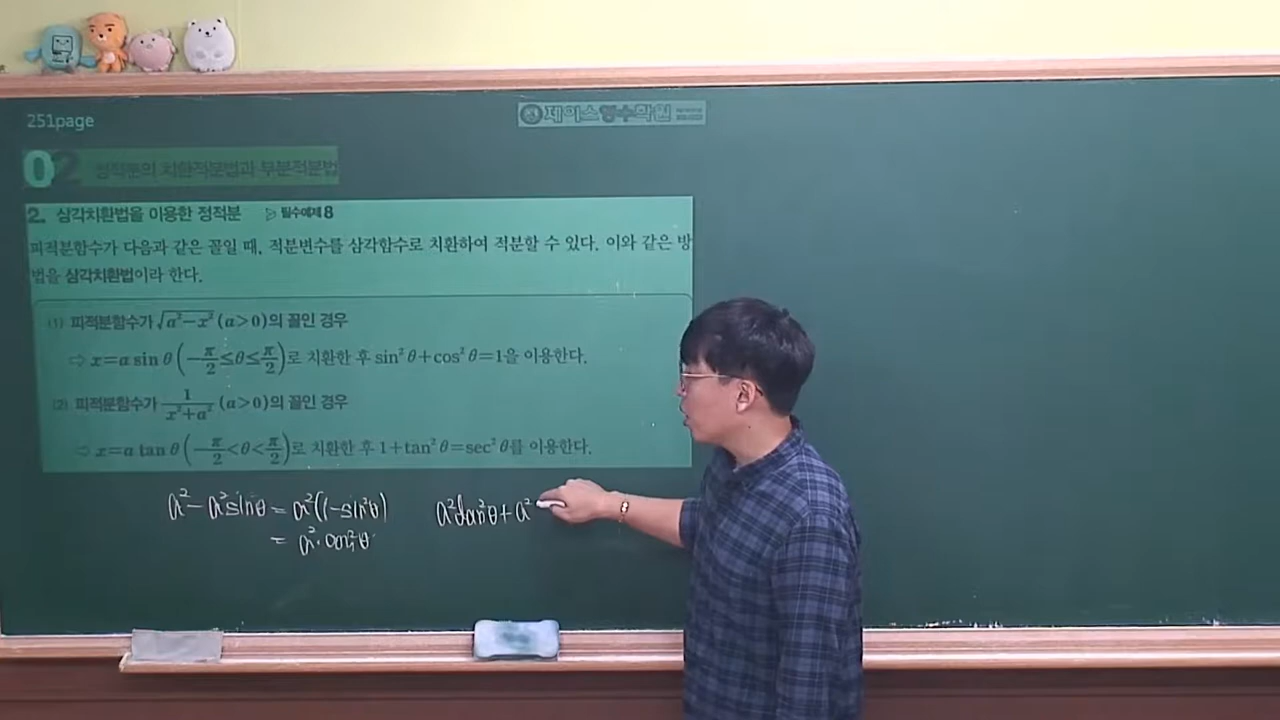 251page
제이스영수학원
02 정적분의 치환적분법과 부분적분법
2. 삼각치환법을 이용한 정적분 ▷ 필수예제 8
피적분함수가 다음과 같은 꼴일 때, 적분변수를 삼각함수로 치환하여 적분할 수 있다. 이와 같은 방
법을 삼각치환법이라 한다.
(1) 피적분함수가 √(a²−x²) (a>0)의 꼴인 경우
⇨ x=a sin θ (−π/2≤θ≤π/2)로 치환한 후 sin²θ+cos²θ=1을 이용한다.
(2) 피적분함수가 1/(x²+a²) (a>0)의 꼴인 경우
⇨ x=a tan θ (−π/2<θ<π/2)로 치환한 후 1+tan²θ=sec²θ를 이용한다.
a²−a²sinθ = a²(1−sin²θ)
= a²·cos²θ
a²tan²θ+a²